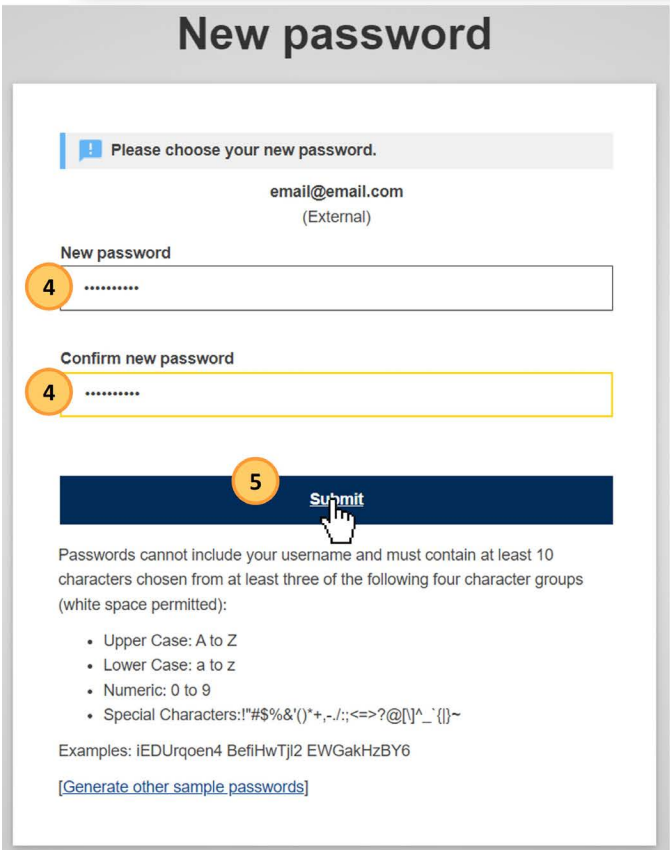 New password
Please choose your new password.
email@email.com
(External)
New password
4
••••••••••
Confirm new password
4
••••••••••
5
Submit
Passwords cannot include your username and must contain at least 10
characters chosen from at least three of the following four character groups
(white space permitted):
• Upper Case: A to Z
• Lower Case: a to z
• Numeric: 0 to 9
• Special Characters:!"#$%&'()*+,-./:;<=>?@[\]^_`{|}~
Examples: iEDUrqoen4 BefiHwTjl2 EWGakHzBY6
[Generate other sample passwords]